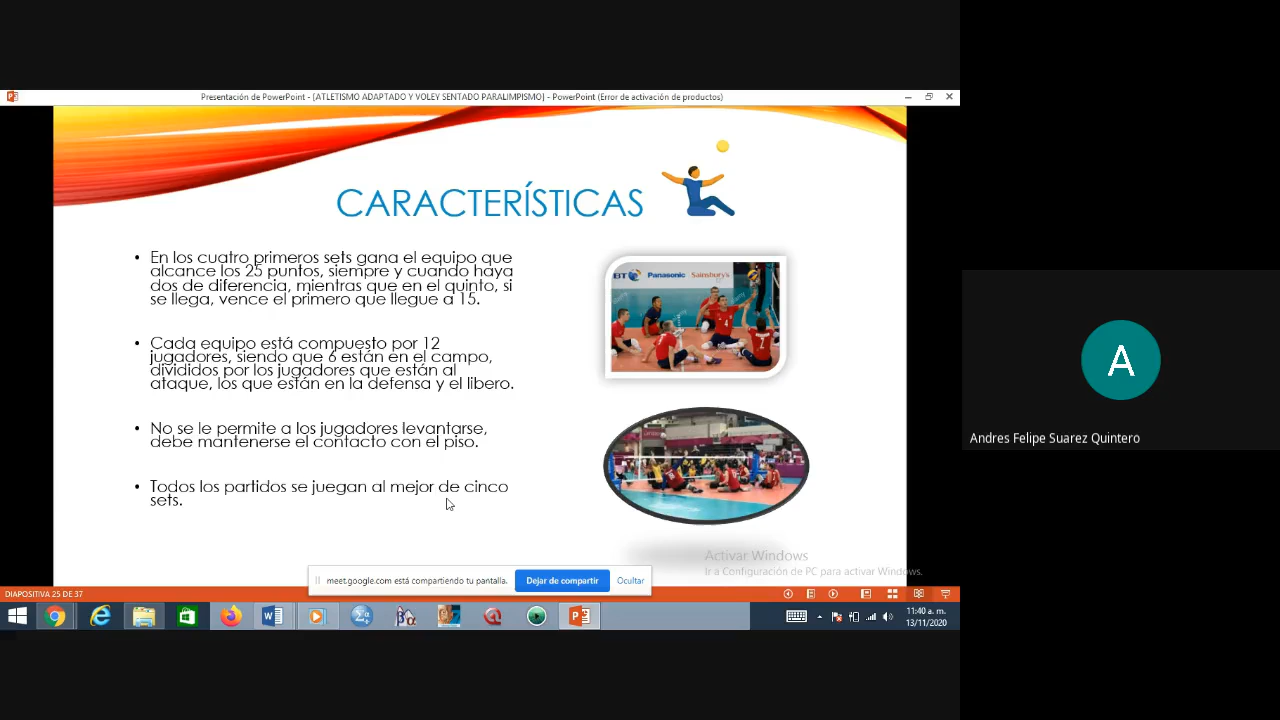 Presentación de PowerPoint - [ATLETISMO ADAPTADO Y VOLEY SENTADO PARALIMPISMO] - PowerPoint (Error de activación de productos)
CARACTERÍSTICAS
• En los cuatro primeros sets gana el equipo que
alcance los 25 puntos, siempre y cuando haya
dos de diferencia, mientras que en el quinto, si
se llega, vence el primero que llegue a 15.
• Cada equipo está compuesto por 12
jugadores, siendo que 6 están en el campo,
divididos por los jugadores que están al
ataque, los que están en la defensa y el libero.
• No se le permite a los jugadores levantarse,
debe mantenerse el contacto con el piso.
• Todos los partidos se juegan al mejor de cinco
sets.
BT Panasonic Sainsbury's
4
2
Activar Windows
Ir a Configuración de PC para activar Windows.
meet.google.com está compartiendo tu pantalla.
Dejar de compartir
Ocultar
DIAPOSITIVA 25 DE 37
11:40 a. m.
13/11/2020
A
Andres Felipe Suarez Quintero